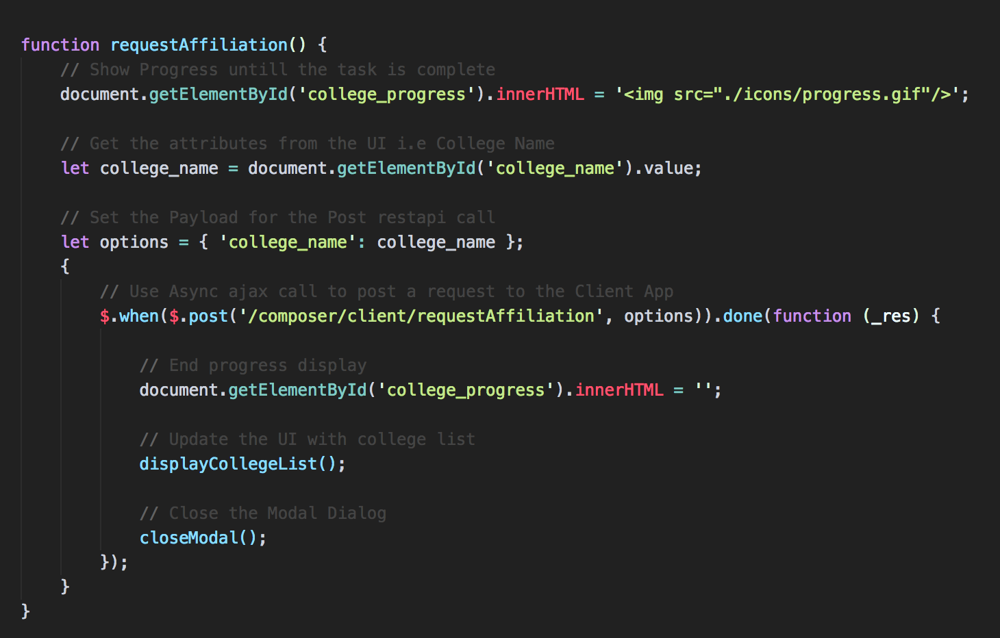 function requestAffiliation() {
    // Show Progress untill the task is complete
    document.getElementById('college_progress').innerHTML = '<img src="./icons/progress.gif"/>';

    // Get the attributes from the UI i.e College Name
    let college_name = document.getElementById('college_name').value;

    // Set the Payload for the Post restapi call
    let options = { 'college_name': college_name };
    {
        // Use Async ajax call to post a request to the Client App
        $.when($.post('/composer/client/requestAffiliation', options)).done(function (_res) {

            // End progress display
            document.getElementById('college_progress').innerHTML = '';

            // Update the UI with college list
            displayCollegeList();

            // Close the Modal Dialog
            closeModal();
        });
    }
}